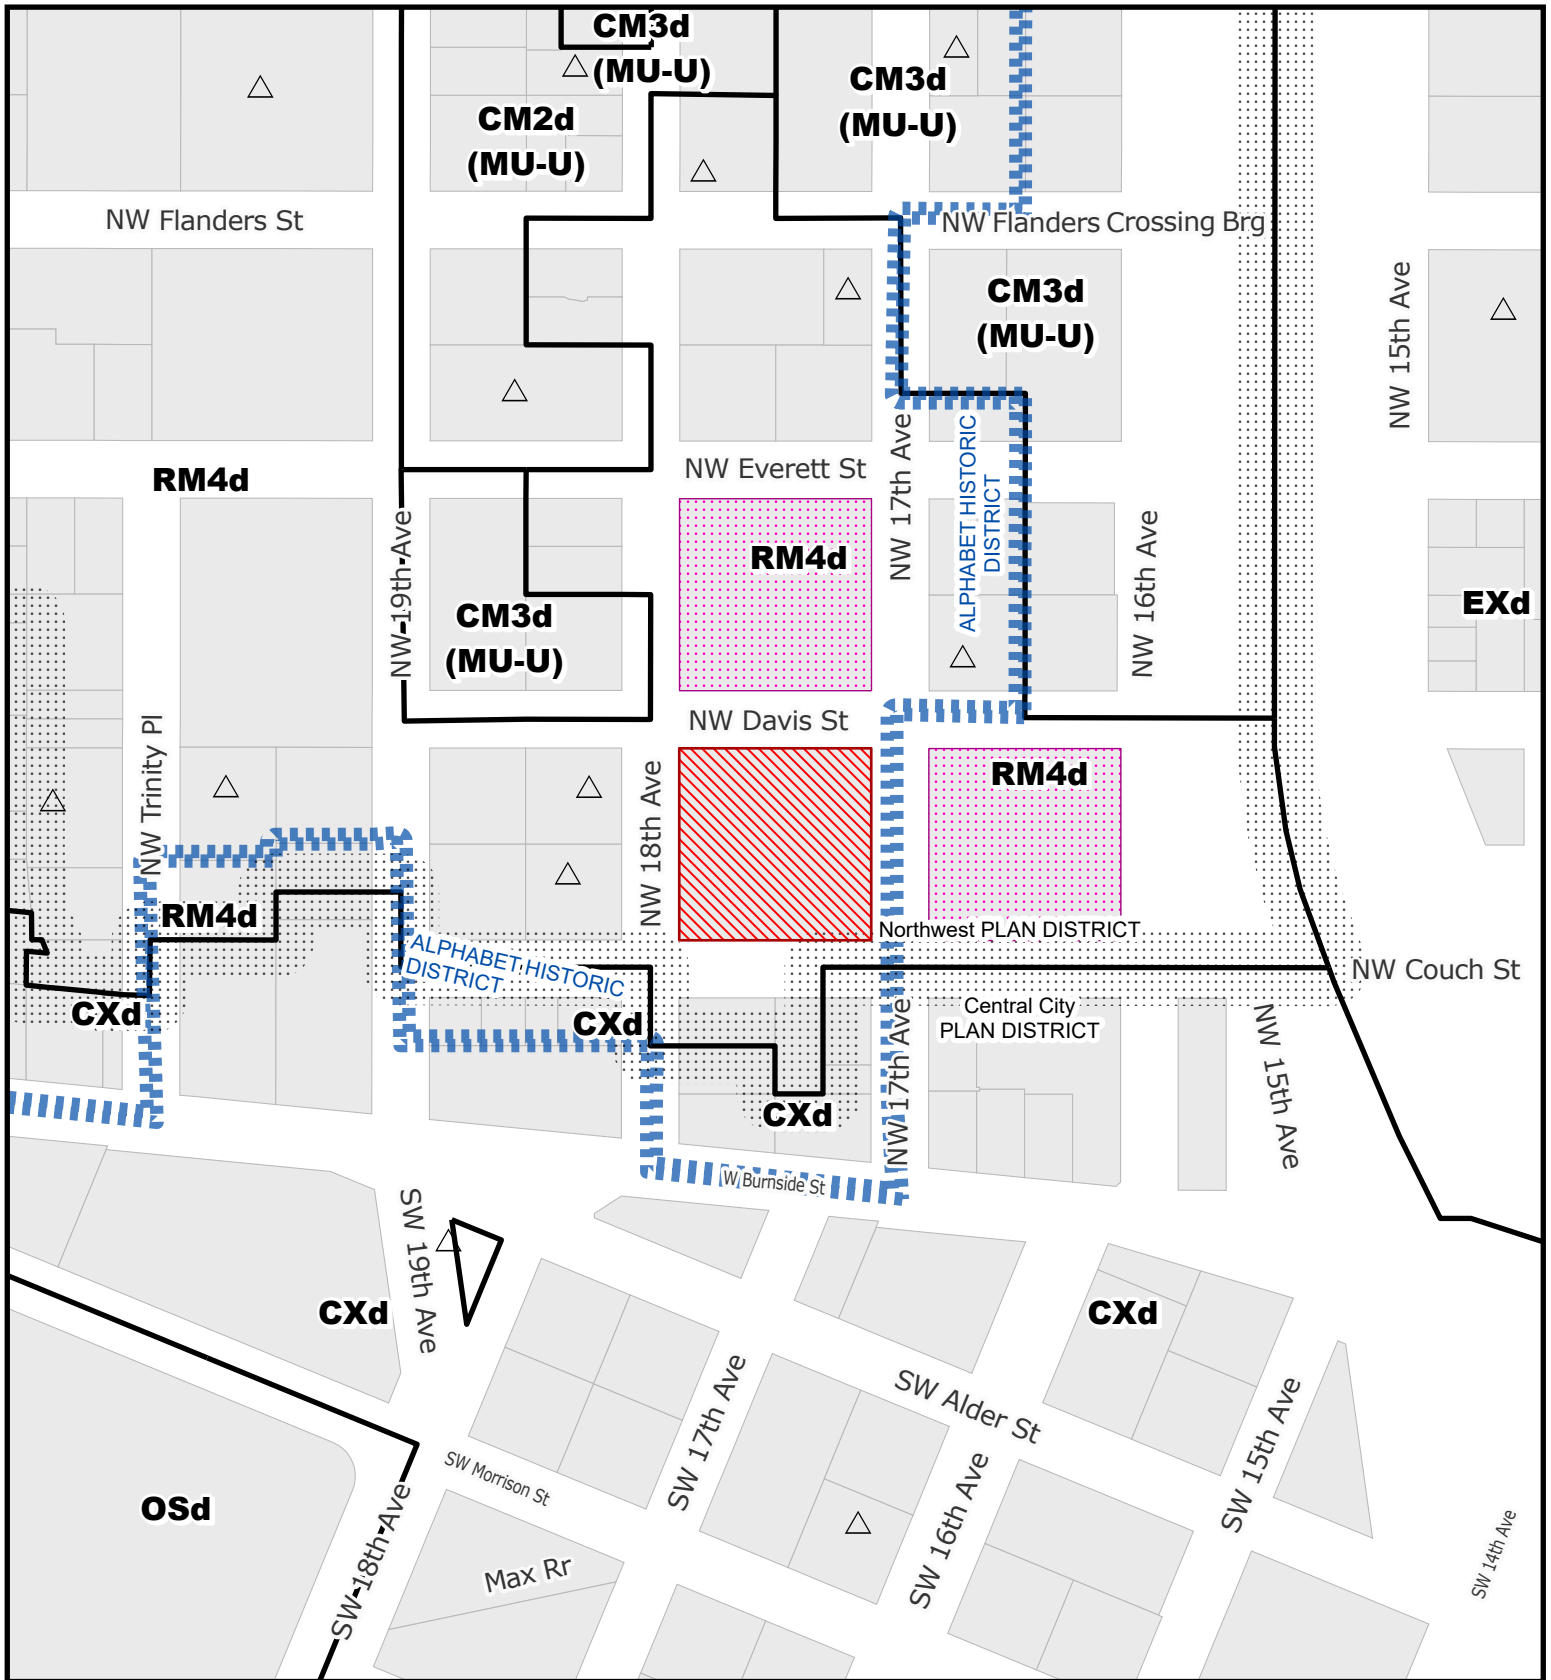 CM3d
(MU-U)
CM3d
(MU-U)
CM2d
(MU-U)
NW Flanders St
NW Flanders Crossing Brg
CM3d
(MU-U)
NW 15th Ave
NW 17th Ave
NW Everett St
RM4d
ALPHABET HISTORIC
DISTRICT
NW 19th Ave
RM4d
NW 16th Ave
EXd
CM3d
(MU-U)
NW Davis St
NW Trinity Pl
NW 18th Ave
RM4d
RM4d
Northwest PLAN DISTRICT
ALPHABET HISTORIC
DISTRICT
NW Couch St
CXd
CXd
Central City
PLAN DISTRICT
NW 17th Ave
NW 15th Ave
CXd
W Burnside St
SW 19th Ave
CXd
CXd
SW Alder St
SW 17th Ave
SW 15th Ave
SW Morrison St
OSd
SW 18th Ave
SW 16th Ave
SW 14th Ave
Max Rr